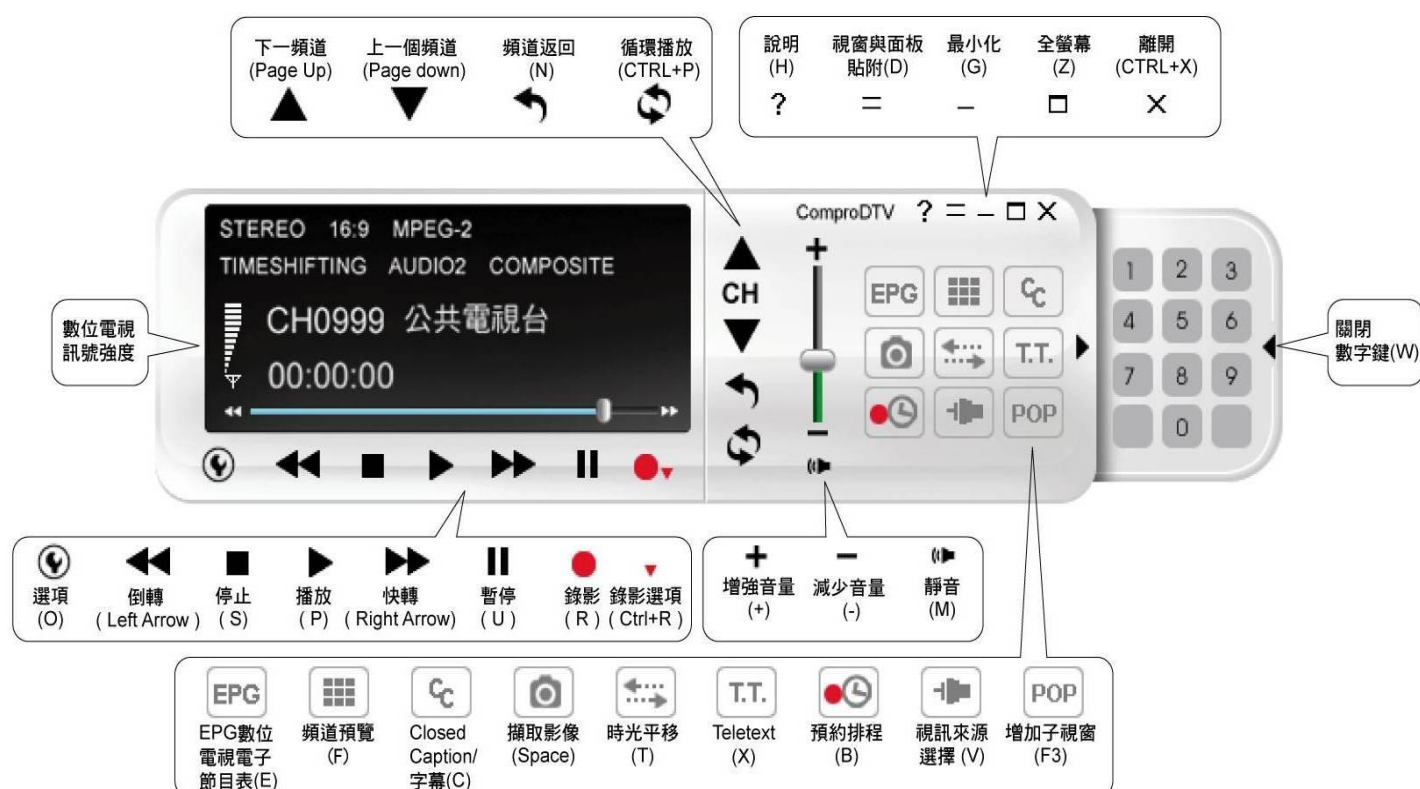 下一頻道 上一個頻道 頻道返回 循環播放
(Page Up) (Page down) (N) (CTRL+P)
說明 視窗與面板 最小化 全螢幕 離開
(H) 貼附(D) (G) (Z) (CTRL+X)
ComproDTV
STEREO 16:9 MPEG-2
TIMESHIFTING AUDIO2 COMPOSITE
CH0999 公共電視台
00:00:00
數位電視
訊號強度
CH
EPG CC
T.T.
POP
1 2 3
4 5 6
7 8 9
0
關閉
數字鍵(W)
選項 倒轉 停止 播放 快轉 暫停 錄影 錄影選項
(O) ( Left Arrow ) ( S) ( P) ( Right Arrow) ( U ) ( R ) ( Ctrl+R )
增強音量 減少音量 靜音
(+) (-) (M)
EPG CC T.T. POP
EPG數位 頻道預覽 Closed 擷取影像 時光平移 Teletext 預約排程 視訊來源 增加子視窗
電視電子 (F) Caption/ (Space) (T) (X) (B) 選擇 (V) (F3)
節目表(E) 字幕(C)